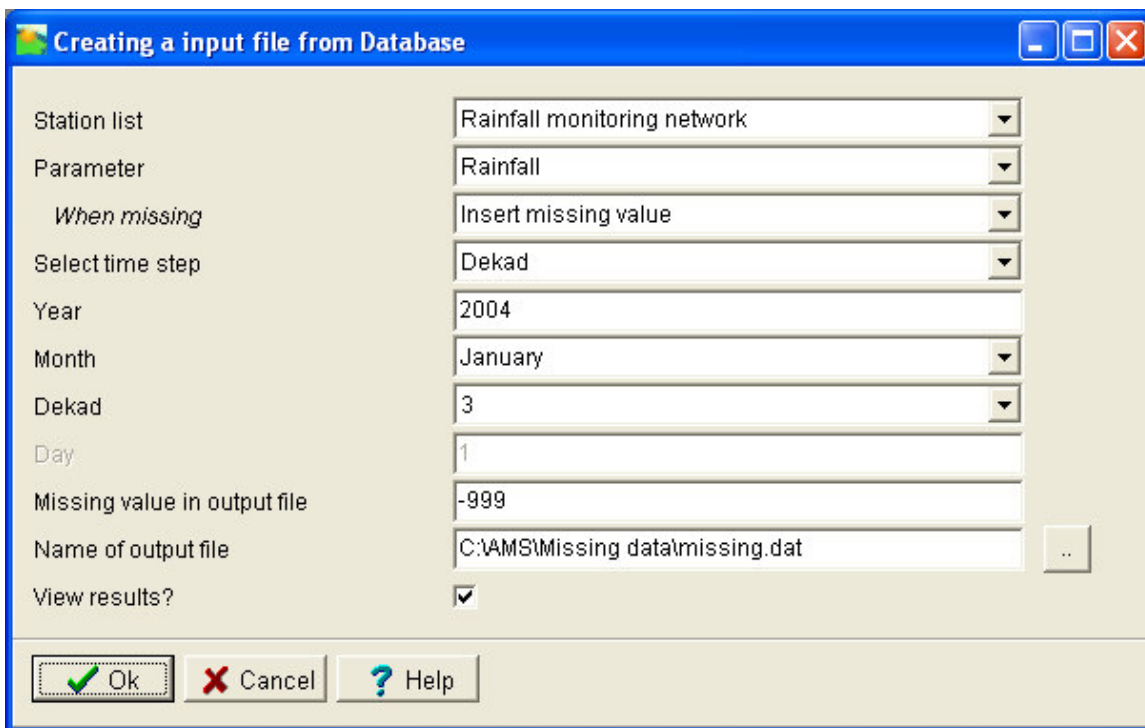 Creating a input file from Database
Station list Rainfall monitoring network
Parameter Rainfall
When missing Insert missing value
Select time step Dekad
Year 2004
Month January
Dekad 3
Day 1
Missing value in output file -999
Name of output file C:\AMS\Missing data\missing.dat ..
View results?
Ok Cancel ? Help